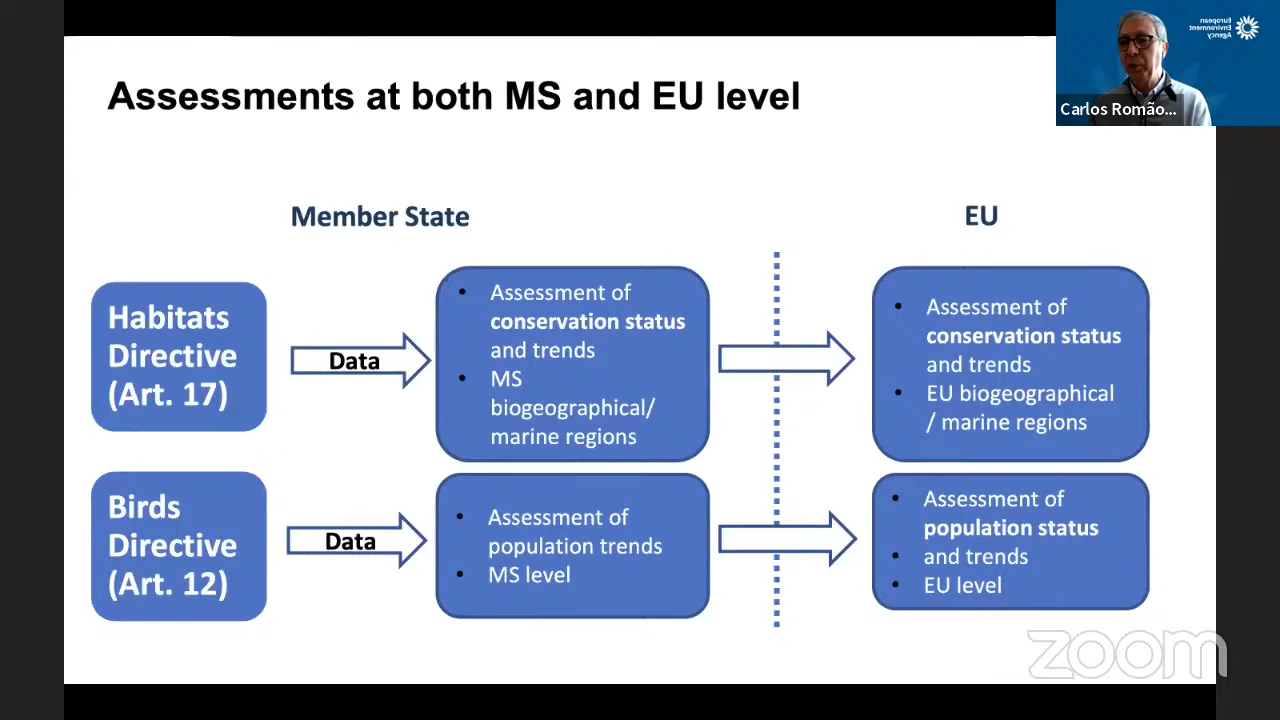 Assessments at both MS and EU level
European
Environment
Agency
Carlos Romão...
Member State
EU
Habitats
Directive
(Art. 17)
Data
• Assessment of
conservation status
and trends
• MS
biogeographical/
marine regions
• Assessment of
conservation status
and trends
• EU biogeographical
/ marine regions
Birds
Directive
(Art. 12)
Data
• Assessment of
population trends
• MS level
• Assessment of
population status
• and trends
• EU level
zoom